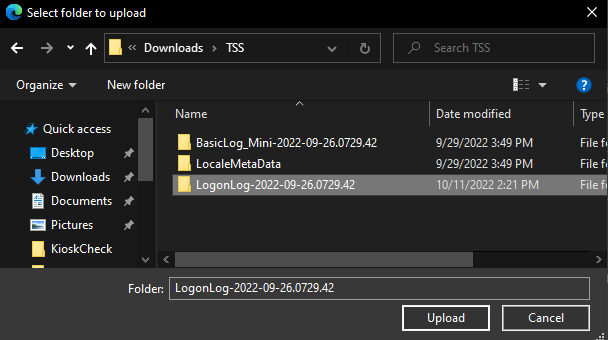 Select folder to upload
« Downloads > TSS
Search TSS
Organize New folder
Name Date modified Type
Quick access
Desktop
Downloads
Documents
Pictures
KioskCheck
BasicLog_Mini-2022-09-26.0729.42 9/29/2022 3:49 PM File f
LocaleMetaData 9/29/2022 3:49 PM File f
LogonLog-2022-09-26.0729.42 10/11/2022 2:21 PM File f
Folder: LogonLog-2022-09-26.0729.42
Upload Cancel